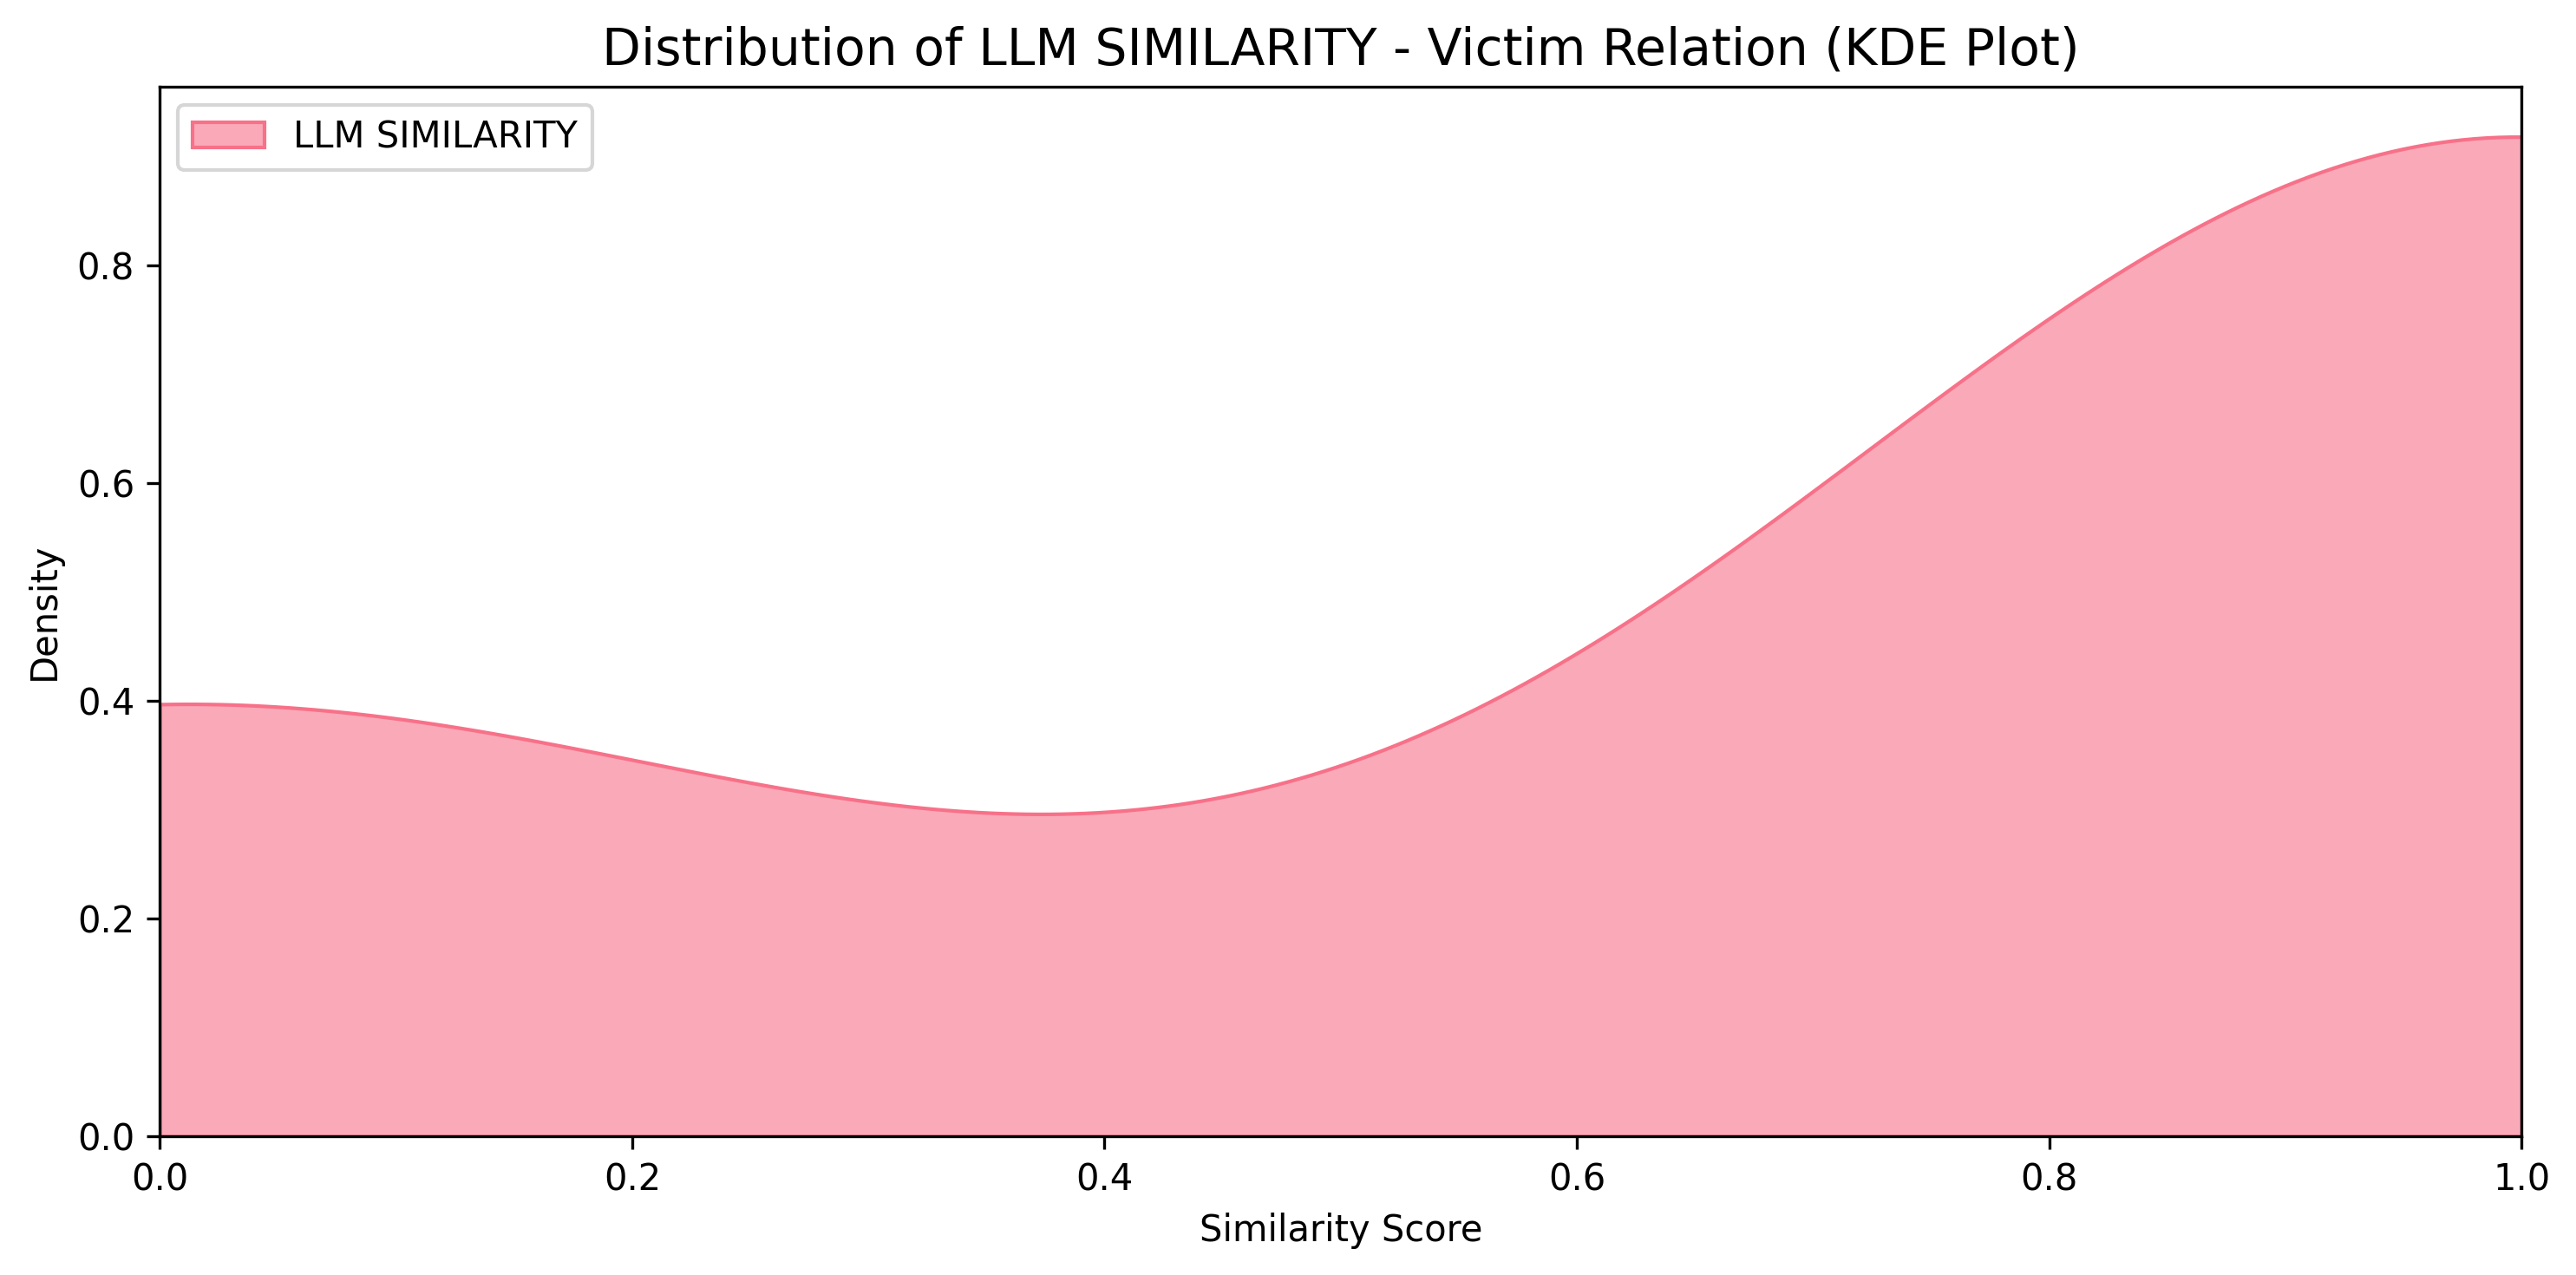 Distribution of LLM SIMILARITY - Victim Relation (KDE Plot)
LLM SIMILARITY
Density
0.8
0.6
0.4
0.2
0.0
0.0 0.2 0.4 0.6 0.8 1.0
Similarity Score